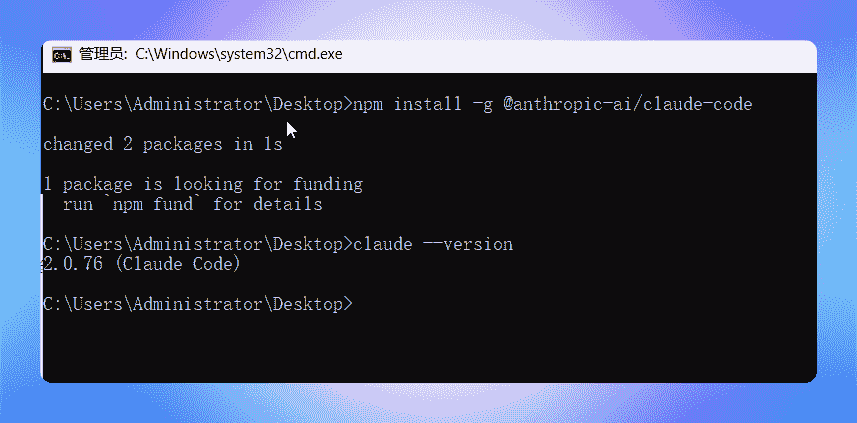 管理员: C:\Windows\system32\cmd.exe
C:\Users\Administrator\Desktop>npm install -g @anthropic-ai/claude-code
changed 2 packages in 1s
1 package is looking for funding
run `npm fund` for details
C:\Users\Administrator\Desktop>claude --version
2.0.76 (Claude Code)
C:\Users\Administrator\Desktop>